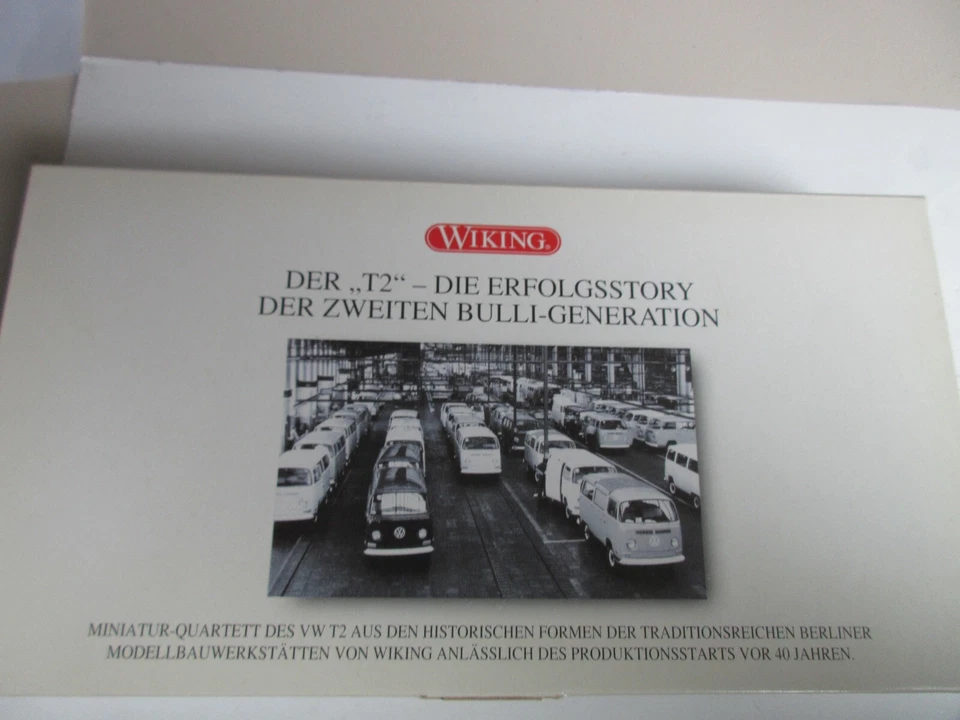 WIKING®
DER „T2“ – DIE ERFOLGSSTORY
DER ZWEITEN BULLI-GENERATION
MINIATUR-QUARTETT DES VW T2 AUS DEN HISTORISCHEN FORMEN DER TRADITIONSREICHEN BERLINER
MODELLBAUWERKSTÄTTEN VON WIKING ANLÄSSLICH DES PRODUKTIONSSTARTS VOR 40 JAHREN.